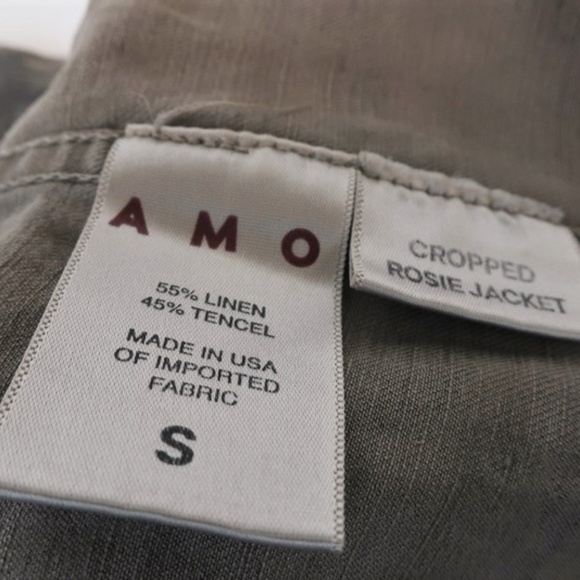 AMO
55% LINEN
45% TENCEL
MADE IN USA
OF IMPORTED
FABRIC
S
CROPPED
ROSIE JACKET